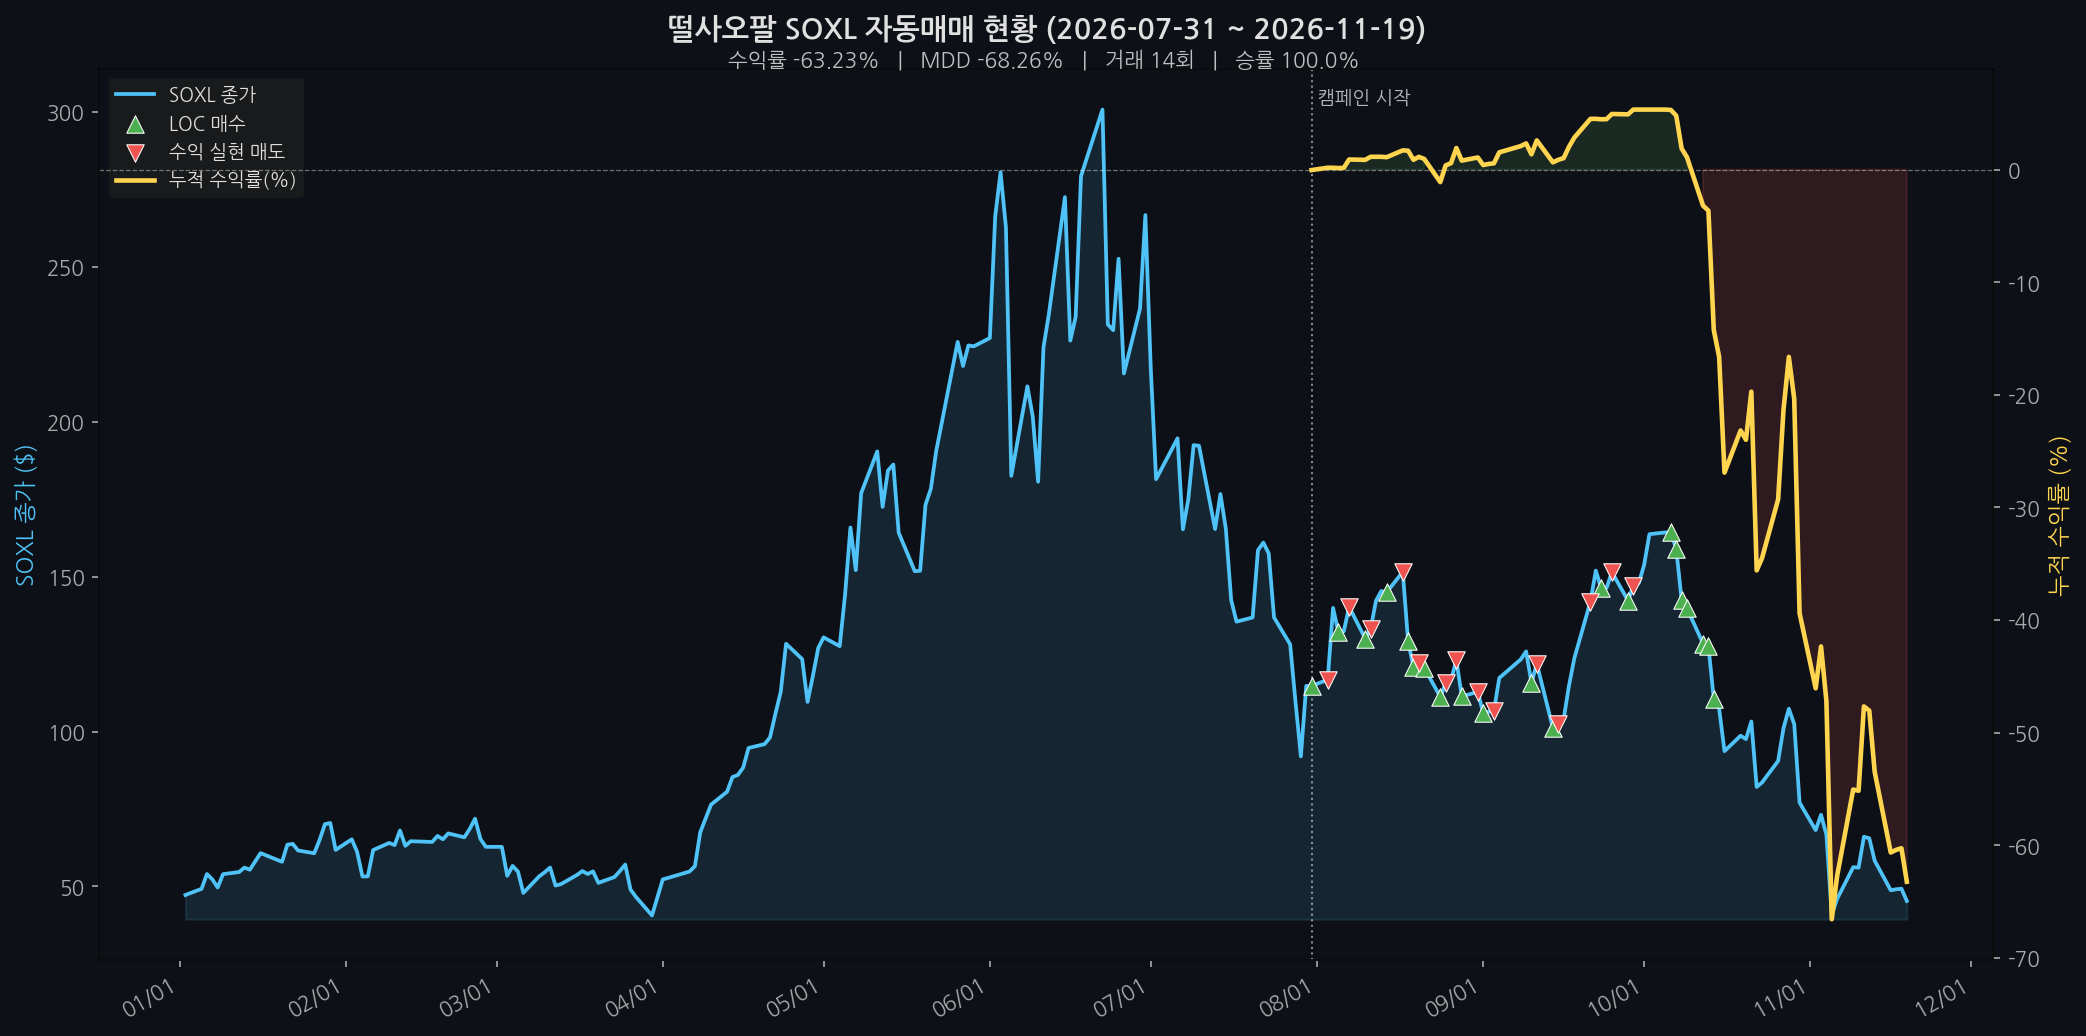 떨사오팔 SOXL 자동매매 현황 (2026-07-31 ~ 2026-11-19)
수익률 -63.23% | MDD -68.26% | 거래 14회 | 승률 100.0%
SOXL 종가
LOC 매수
수익 실현 매도
누적 수익률(%)
캠페인 시작
SOXL 종가 ($)
300
250
200
150
100
50
누적 수익률 (%)
0
-10
-20
-30
-40
-50
-60
-70
01/01
02/01
03/01
04/01
05/01
06/01
07/01
08/01
09/01
10/01
11/01
12/01